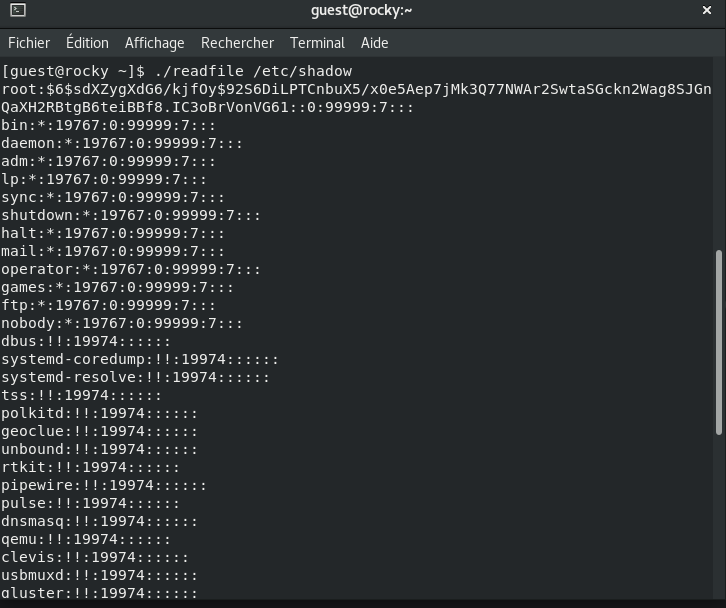 guest@rocky:~
Fichier Édition Affichage Rechercher Terminal Aide
[guest@rocky ~]$ ./readfile /etc/shadow
root:$6$sdXZygXdG6/kjfOy$92S6DiLPTCnbuX5/x0e5Aep7jMk3Q77NWAr2SwtaSGckn2Wag8SJGn
QaXH2RBtgB6teiBBf8.IC3oBrVonVG61::0:99999:7:::
bin:*:19767:0:99999:7:::
daemon:*:19767:0:99999:7:::
adm:*:19767:0:99999:7:::
lp:*:19767:0:99999:7:::
sync:*:19767:0:99999:7:::
shutdown:*:19767:0:99999:7:::
halt:*:19767:0:99999:7:::
mail:*:19767:0:99999:7:::
operator:*:19767:0:99999:7:::
games:*:19767:0:99999:7:::
ftp:*:19767:0:99999:7:::
nobody:*:19767:0:99999:7:::
dbus:!!:19974::::::
systemd-coredump:!!:19974::::::
systemd-resolve:!!:19974::::::
tss:!!:19974::::::
polkitd:!!:19974::::::
geoclue:!!:19974::::::
unbound:!!:19974::::::
rtkit:!!:19974::::::
pipewire:!!:19974::::::
pulse:!!:19974::::::
dnsmasq:!!:19974::::::
qemu:!!:19974::::::
clevis:!!:19974::::::
usbmuxd:!!:19974::::::
gluster:!!:19974::::::